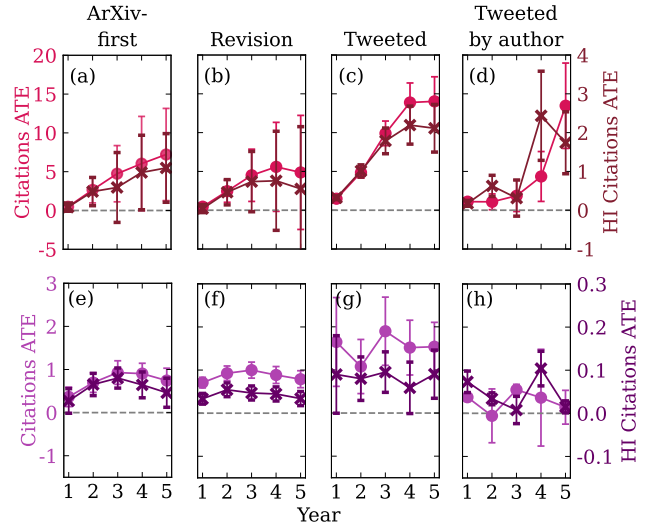 ArXiv-
first
Revision
Tweeted
Tweeted
by author
20
15
10
5
0
-5
Citations ATE
(a)
(b)
(c)
(d)
4
3
2
1
0
-1
HI Citations ATE
3
2
1
0
-1
Citations ATE
(e)
(f)
(g)
(h)
0.3
0.2
0.1
0.0
-0.1
HI Citations ATE
1 2 3 4 5 1 2 3 4 5 1 2 3 4 5 1 2 3 4 5
Year